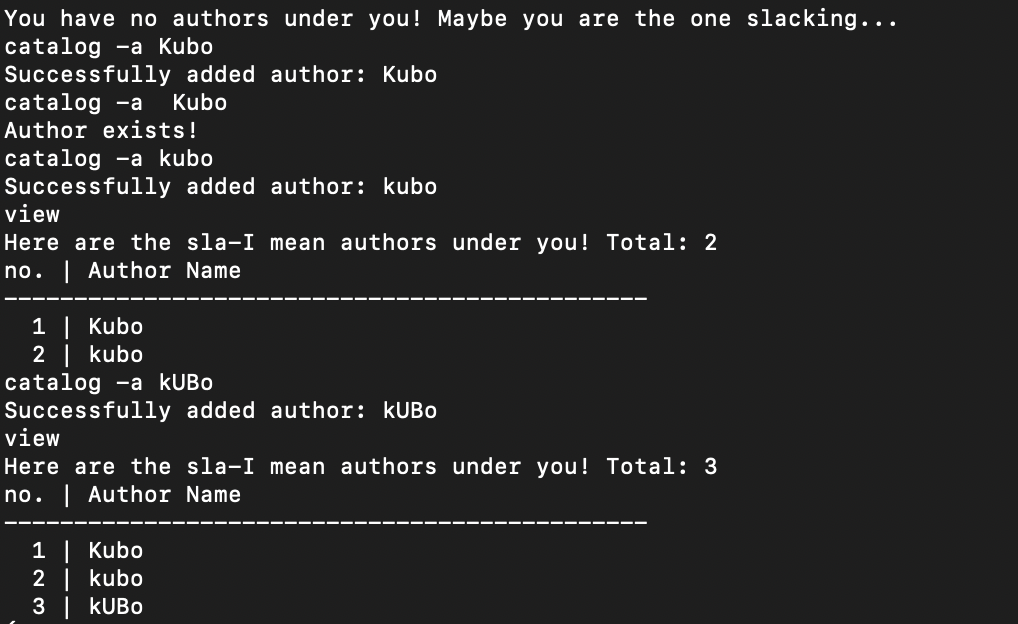 You have no authors under you! Maybe you are the one slacking...
catalog -a Kubo
Successfully added author: Kubo
catalog -a  Kubo
Author exists!
catalog -a kubo
Successfully added author: kubo
view
Here are the sla-I mean authors under you! Total: 2
no. | Author Name
----------------------------------------------
  1 | Kubo
  2 | kubo
catalog -a kUBo
Successfully added author: kUBo
view
Here are the sla-I mean authors under you! Total: 3
no. | Author Name
----------------------------------------------
  1 | Kubo
  2 | kubo
  3 | kUBo